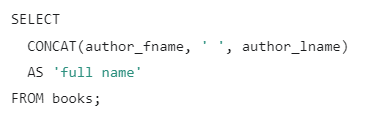 SELECT
  CONCAT(author_fname, ' ', author_lname)
  AS 'full name'
FROM books;